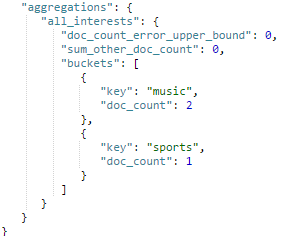 "aggregations": {
"all_interests": {
"doc_count_error_upper_bound": 0,
"sum_other_doc_count": 0,
"buckets": [
{
"key": "music",
"doc_count": 2
},
{
"key": "sports",
"doc_count": 1
}
]
}
}
}